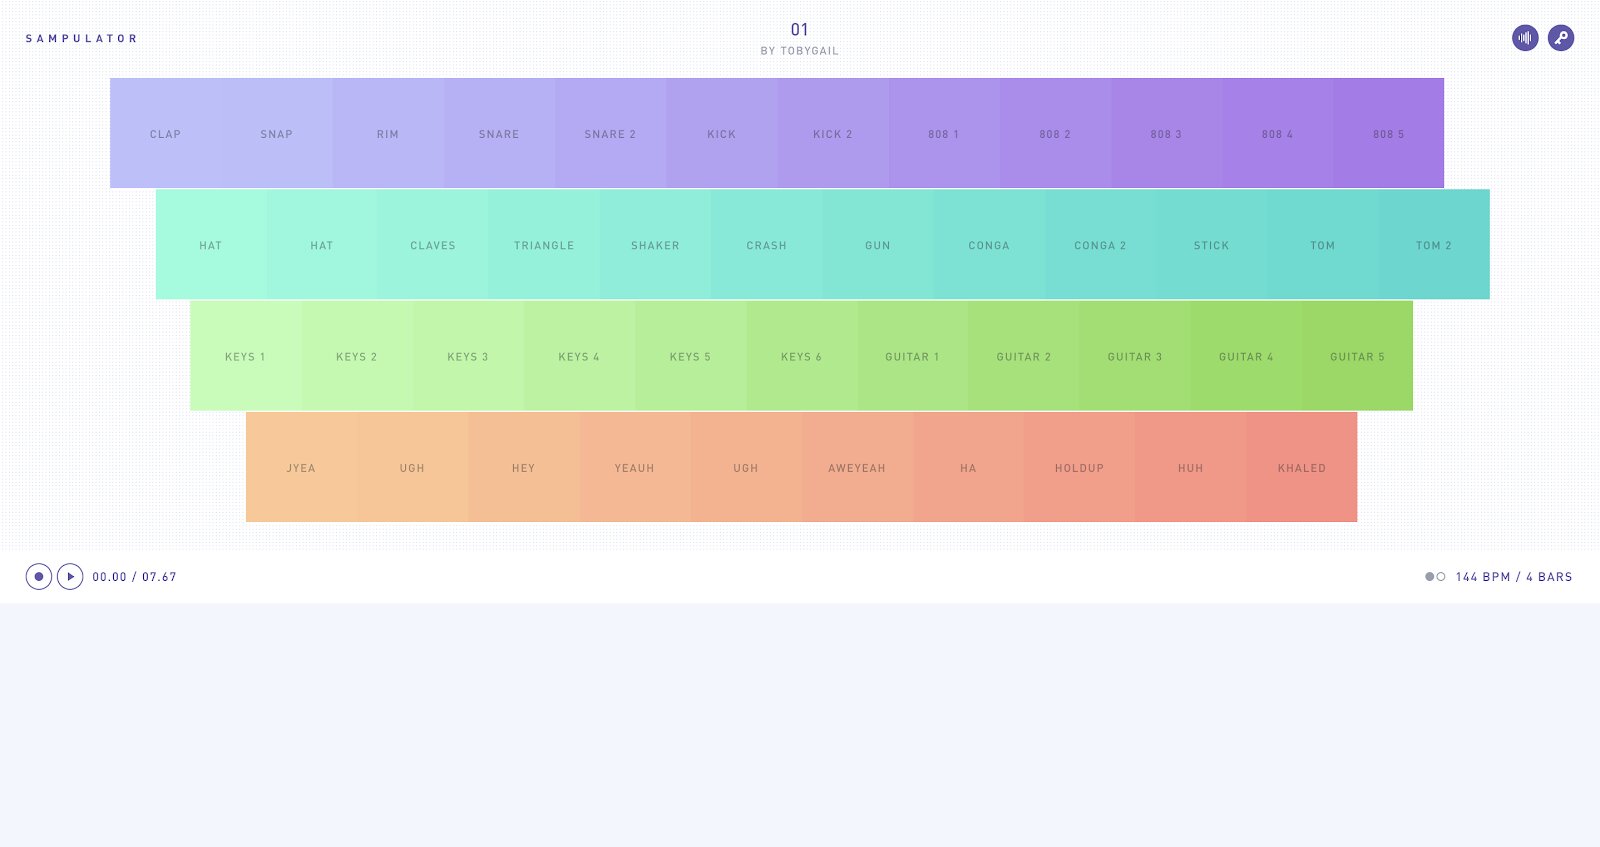 SAMPULATOR
01
BY TOBYGAIL
CLAP SNAP RIM SNARE SNARE 2 KICK KICK 2 808 1 808 2 808 3 808 4 808 5
HAT HAT CLAVES TRIANGLE SHAKER CRASH GUN CONGA CONGA 2 STICK TOM TOM 2
KEYS 1 KEYS 2 KEYS 3 KEYS 4 KEYS 5 KEYS 6 GUITAR 1 GUITAR 2 GUITAR 3 GUITAR 4 GUITAR 5
JYEA UGH HEY YEAUH UGH AWEYEAH HA HOLDUP HUH KHALED
00.00 / 07.67 144 BPM / 4 BARS